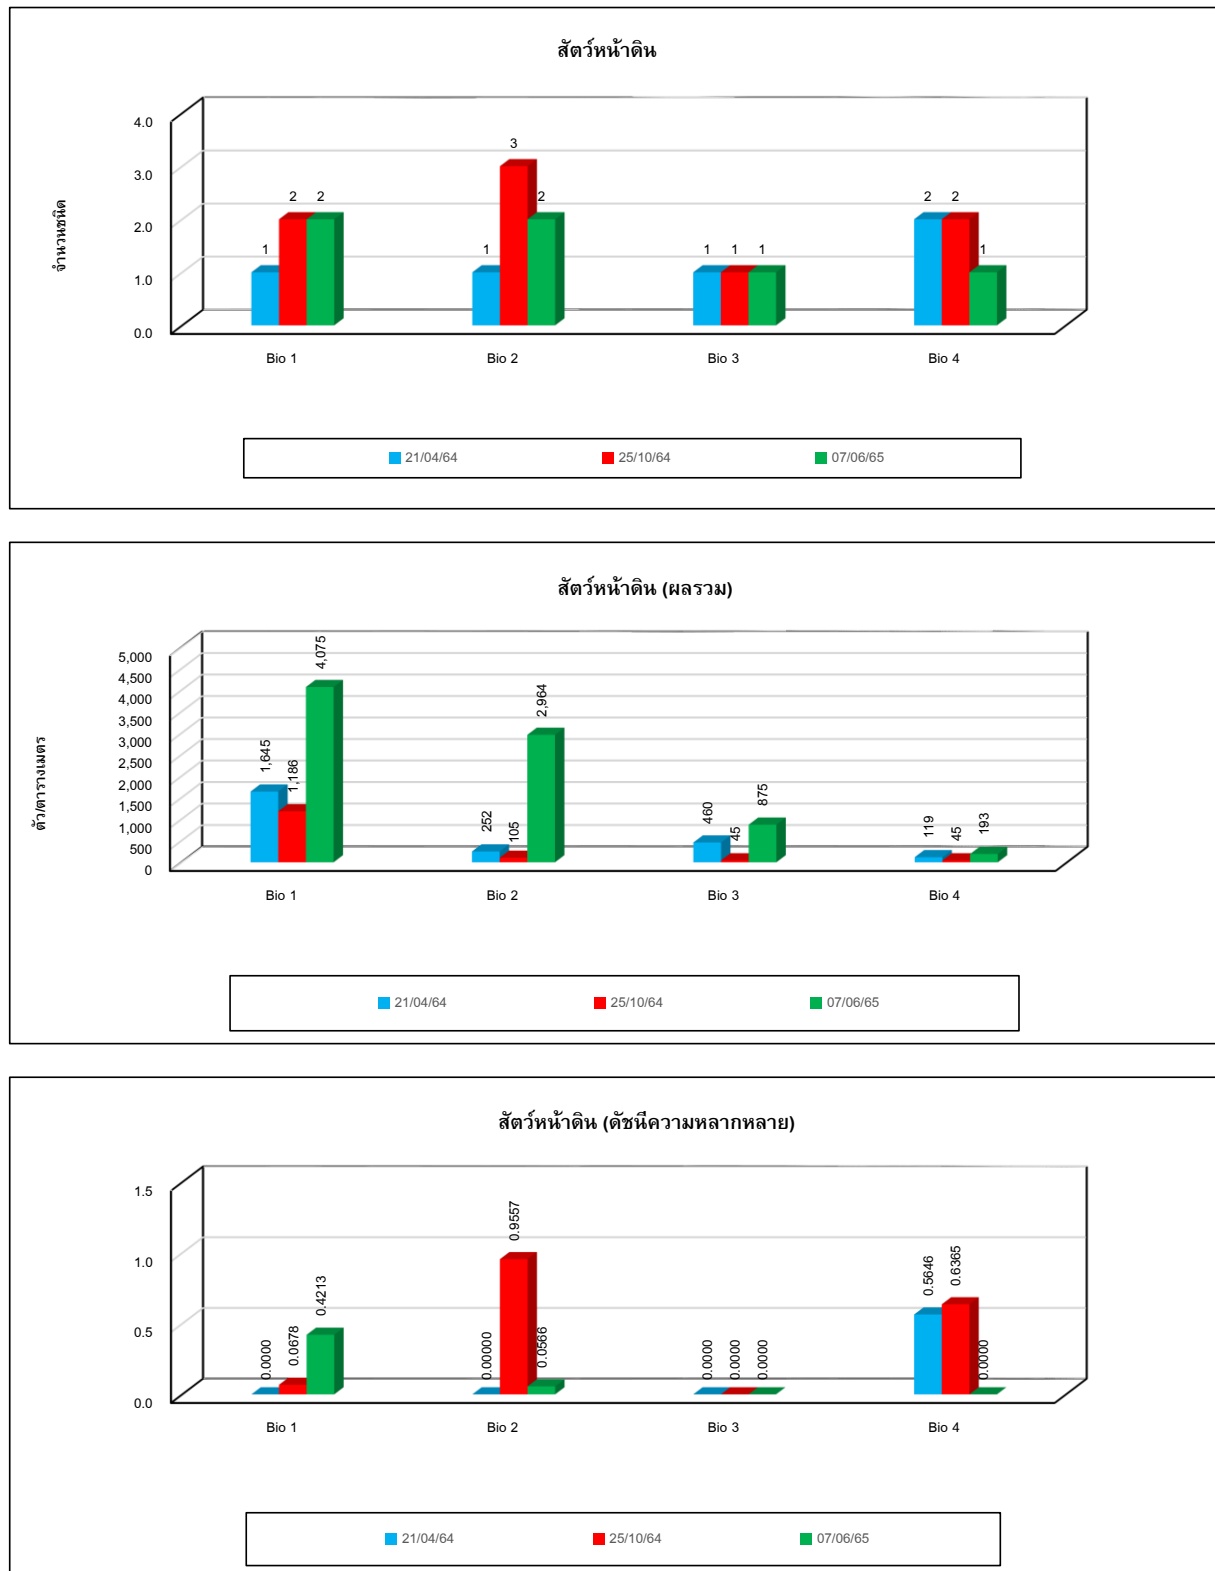 สัตว์หน้าดิน
จำนวนชนิด
4.0
3.0
2.0
1.0
0.0
1 2 2
1 3 2
1 1 1
2 2 1
Bio 1 Bio 2 Bio 3 Bio 4
21/04/64 25/10/64 07/06/65
สัตว์หน้าดิน (ผลรวม)
ตัว/ตารางเมตร
5,000
4,500
4,000
3,500
3,000
2,500
2,000
1,500
1,000
500
0
1,645 1,186 4,075
252 105 2,964
460 45 875
119 45 193
Bio 1 Bio 2 Bio 3 Bio 4
21/04/64 25/10/64 07/06/65
สัตว์หน้าดิน (ดัชนีความหลากหลาย)
1.5
1.0
0.5
0.0
0.0000 0.0678 0.4213
0.00000 0.9557 0.0566
0.0000 0.0000 0.0000
0.5646 0.6365 0.0000
Bio 1 Bio 2 Bio 3 Bio 4
21/04/64 25/10/64 07/06/65